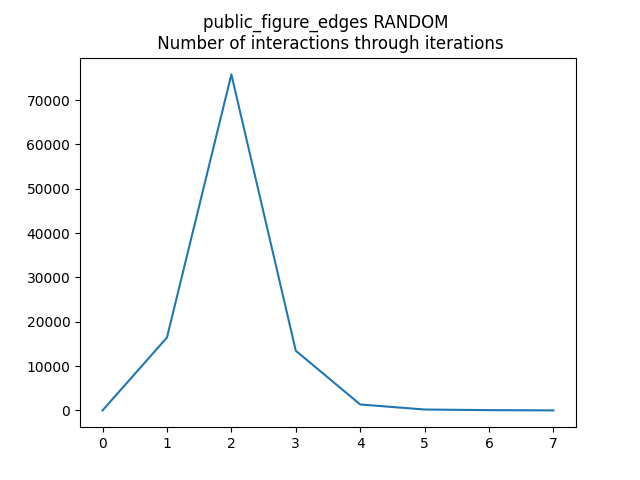 public_figure_edges RANDOM
Number of interactions through iterations
70000
60000
50000
40000
30000
20000
10000
0
0 1 2 3 4 5 6 7